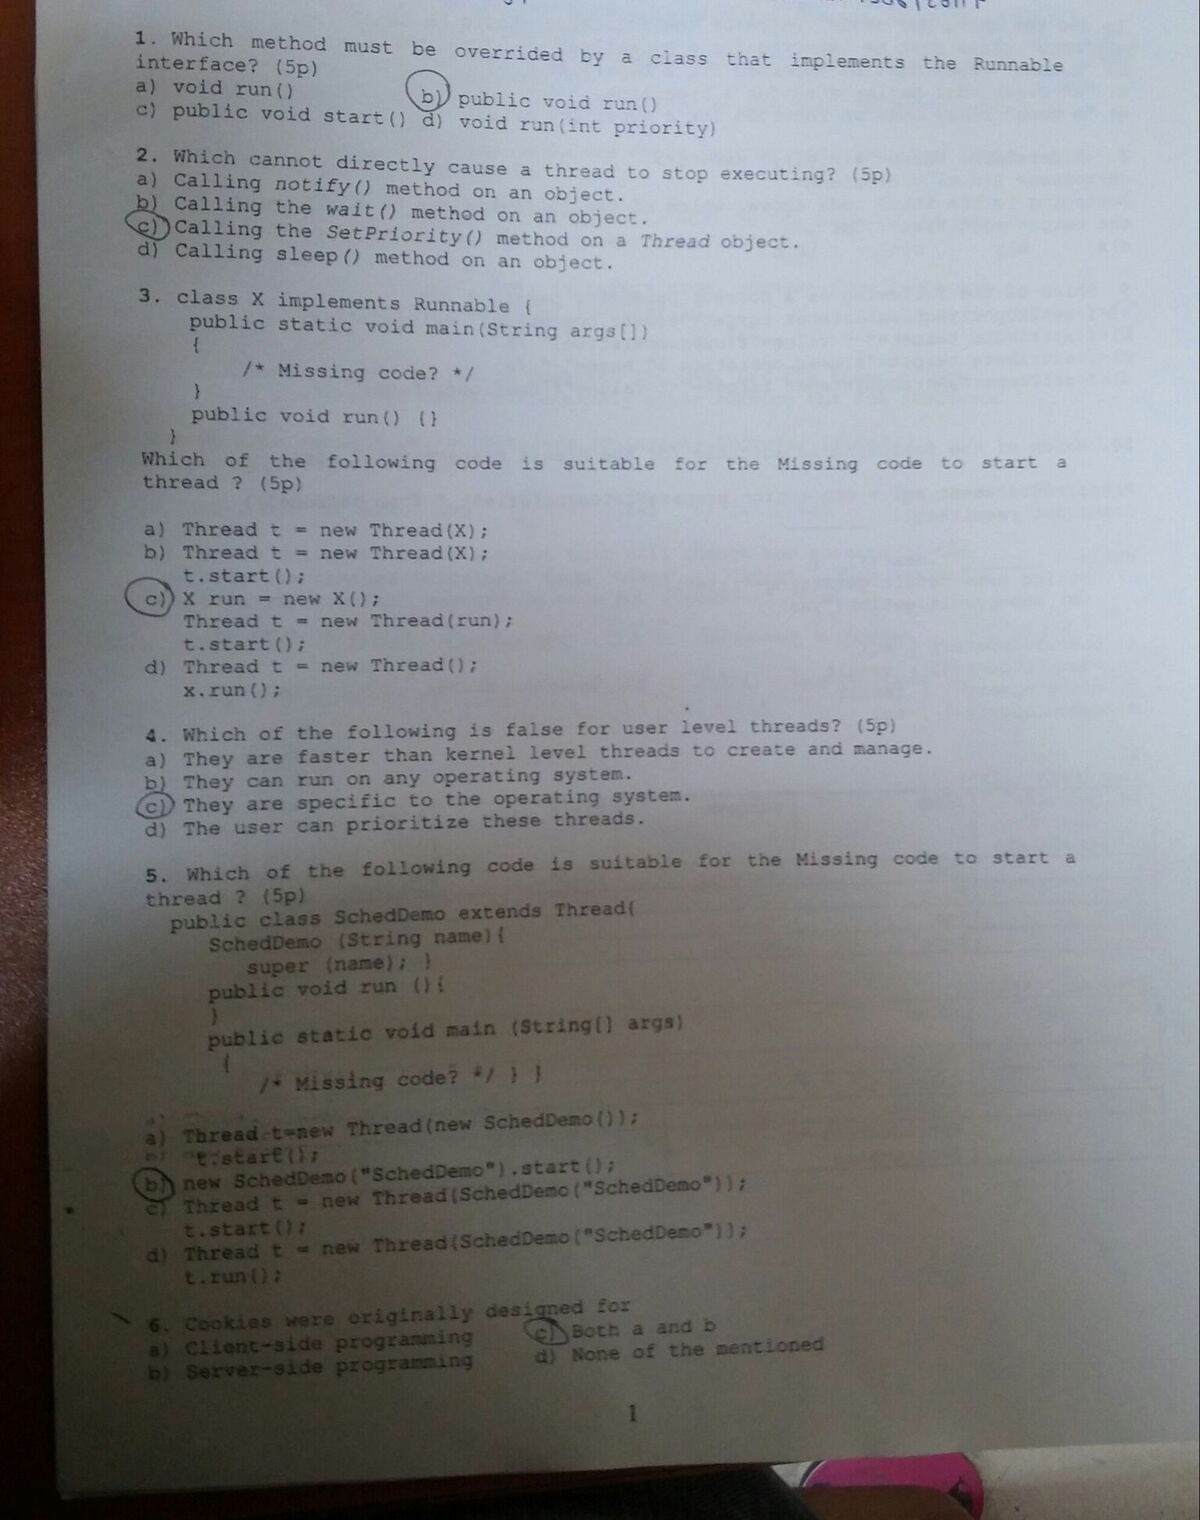 1. Which method must be overridden by a class that implements the Runnable
interface? (5p)
a) void run()
b) public void run()
c) public void start() d) void run(int priority)
2. Which cannot directly cause a thread to stop executing? (5p)
a) Calling notify() method on an object.
b) Calling the wait() method on an object.
c) Calling the SetPriority() method on a Thread object.
d) Calling sleep() method on an object.
3. class X implements Runnable {
public static void main(String args[])
{
/* Missing code? */
}
public void run() {}
}
Which of the following code is suitable for the Missing code to start a
thread ? (5p)
a) Thread t = new Thread(X);
b) Thread t = new Thread(X);
t.start();
c) X run = new X();
Thread t = new Thread(run);
t.start();
d) Thread t = new Thread();
x.run();
4. Which of the following is false for user level threads? (5p)
a) They are faster than kernel level threads to create and manage.
b) They can run on any operating system.
c) They are specific to the operating system.
d) The user can prioritize these threads.
5. Which of the following code is suitable for the Missing code to start a
thread ? (5p)
public class SchedDemo extends Thread{
SchedDemo (String name){
super (name); }
public void run (){
}
public static void main (String[] args)
{
/* Missing code? */ } }
a) Thread t=new Thread(new SchedDemo());
t.start();
b) new SchedDemo("SchedDemo").start();
c) Thread t = new Thread(SchedDemo("SchedDemo"));
t.start();
d) Thread t = new Thread(SchedDemo("SchedDemo"));
t.run();
6. Cookies were originally designed for
a) Client-side programming
c) Both a and b
b) Server-side programming
d) None of the mentioned
1